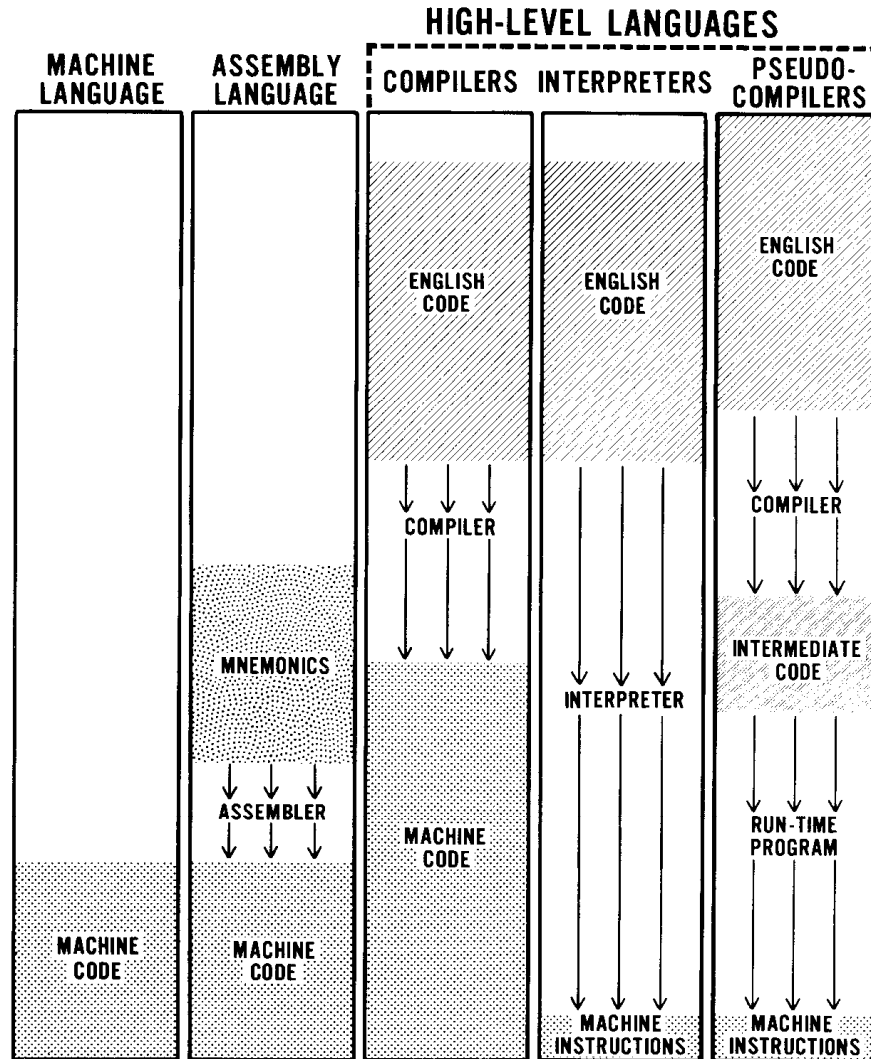 HIGH-LEVEL LANGUAGES
MACHINE
LANGUAGE
ASSEMBLY
LANGUAGE
COMPILERS
INTERPRETERS
PSEUDO-
COMPILERS
MACHINE
CODE
MNEMONICS
ASSEMBLER
MACHINE
CODE
ENGLISH
CODE
COMPILER
MACHINE
CODE
ENGLISH
CODE
INTERPRETER
MACHINE
INSTRUCTIONS
ENGLISH
CODE
COMPILER
INTERMEDIATE
CODE
RUN-TIME
PROGRAM
MACHINE
INSTRUCTIONS